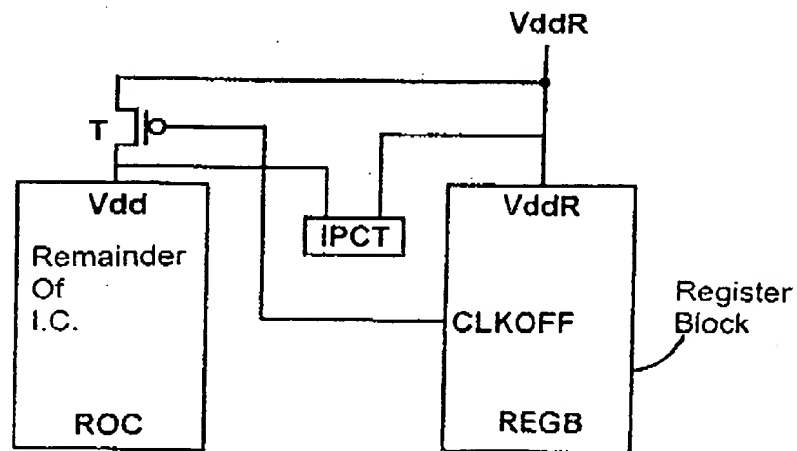 VddR
T
Vdd
Remainder
Of
I.C.
ROC
IPCT
VddR
CLKOFF
REGB
Register
Block